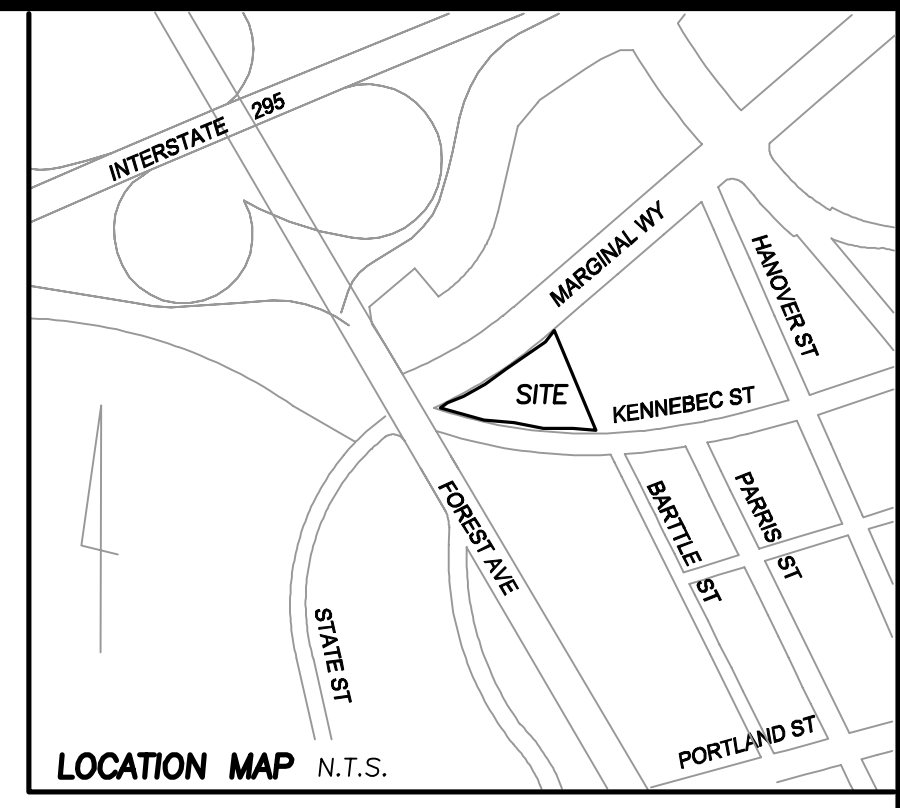 INTERSTATE 295
MARGINAL WY
HANOVER ST
SITE
KENNEBEC ST
FOREST AVE
BARTTLE ST
PARRIS ST
STATE ST
PORTLAND ST
LOCATION MAP N.T.S.